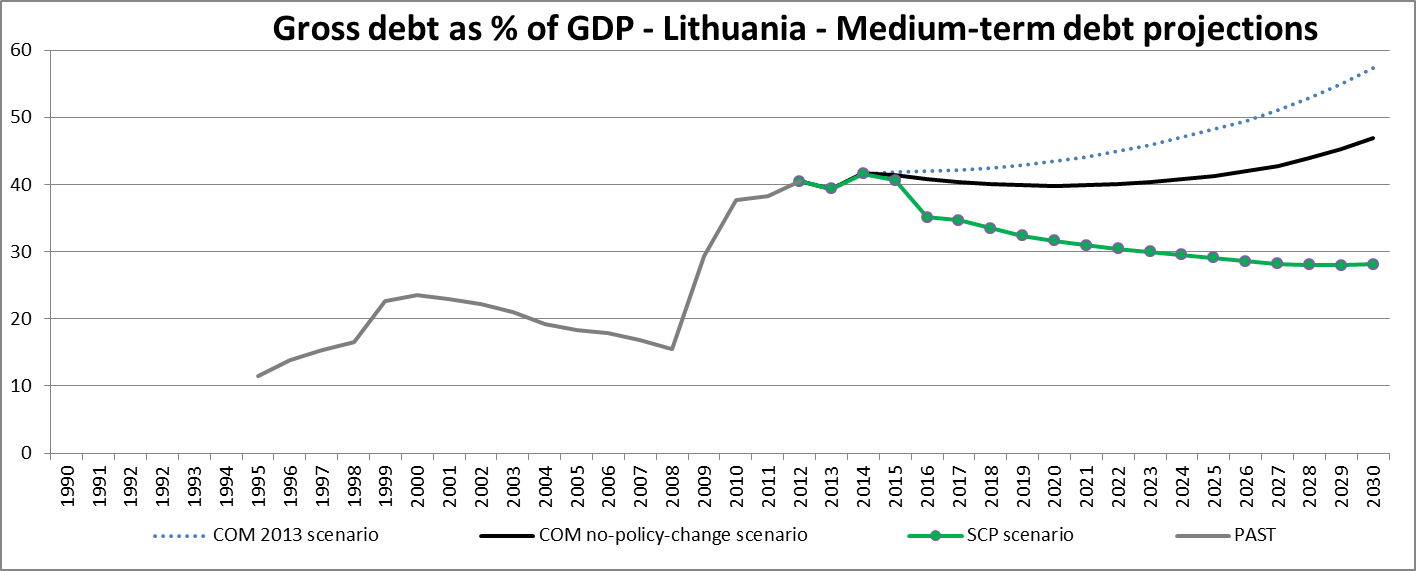 Gross debt as % of GDP - Lithuania - Medium-term debt projections
60
50
40
30
20
10
0
1990 1991 1992 1992 1993 1994 1995 1996 1997 1998 1999 2000 2001 2002 2003 2004 2005 2006 2007 2008 2009 2010 2011 2012 2013 2014 2015 2016 2017 2018 2019 2020 2021 2022 2023 2024 2025 2026 2027 2028 2029 2030
COM 2013 scenario COM no-policy-change scenario SCP scenario PAST